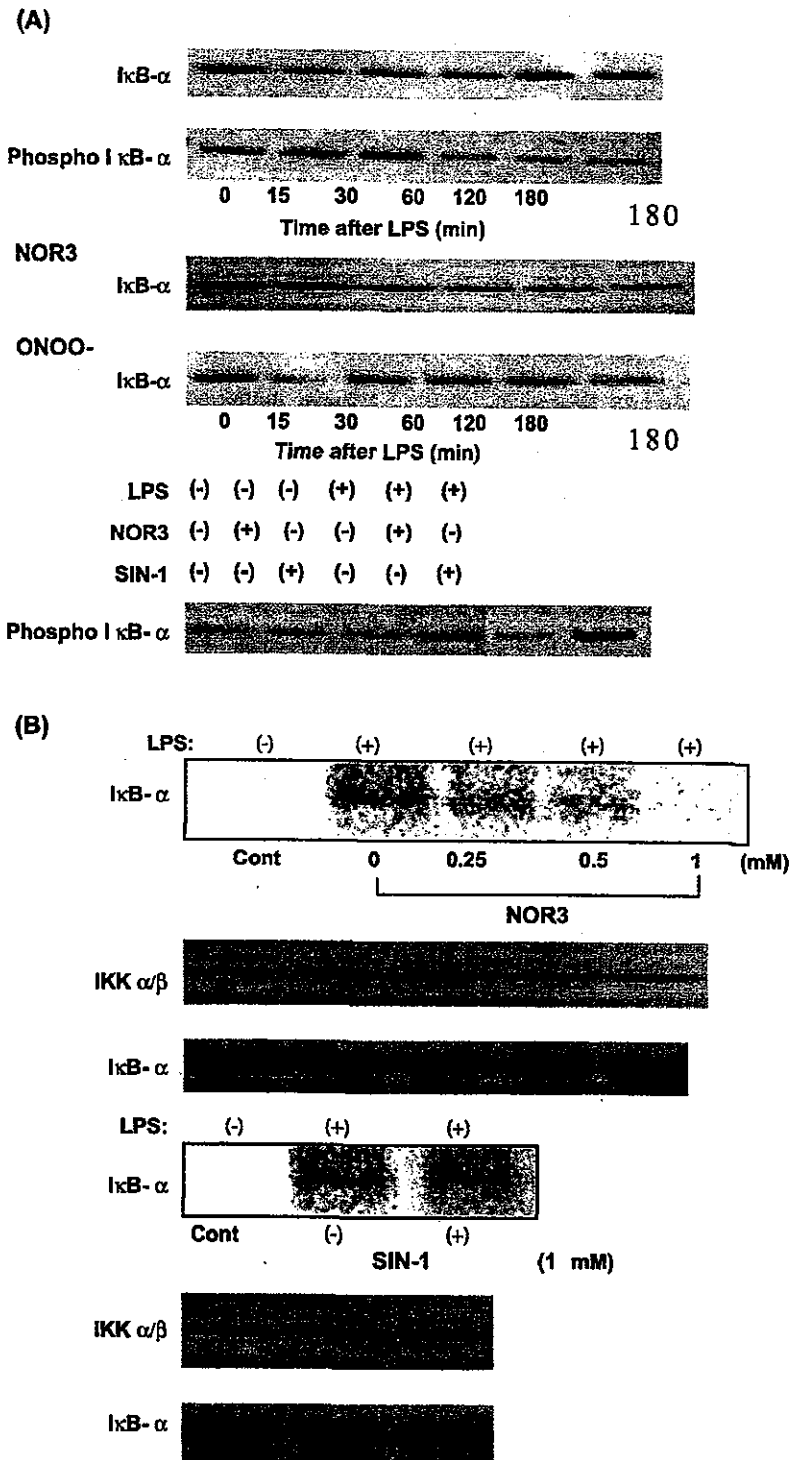 (A)
IκB-α
Phospho I κB- α
0 15 30 60 120 180
Time after LPS (min)
180
NOR3
IκB-α
ONOO-
IκB-α
0 15 30 60 120 180
Time after LPS (min)
180
LPS (-) (-) (-) (+) (+) (+)
NOR3 (-) (+) (-) (-) (+) (-)
SIN-1 (-) (-) (+) (-) (-) (+)
Phospho I κB- α
(B)
LPS: (-) (+) (+) (+) (+)
IκB- α
Cont 0 0.25 0.5 1 (mM)
NOR3
IKK α/β
IκB- α
LPS: (-) (+) (+)
IκB- α
Cont (-) (+)
SIN-1 (1 mM)
IKK α/β
IκB- α